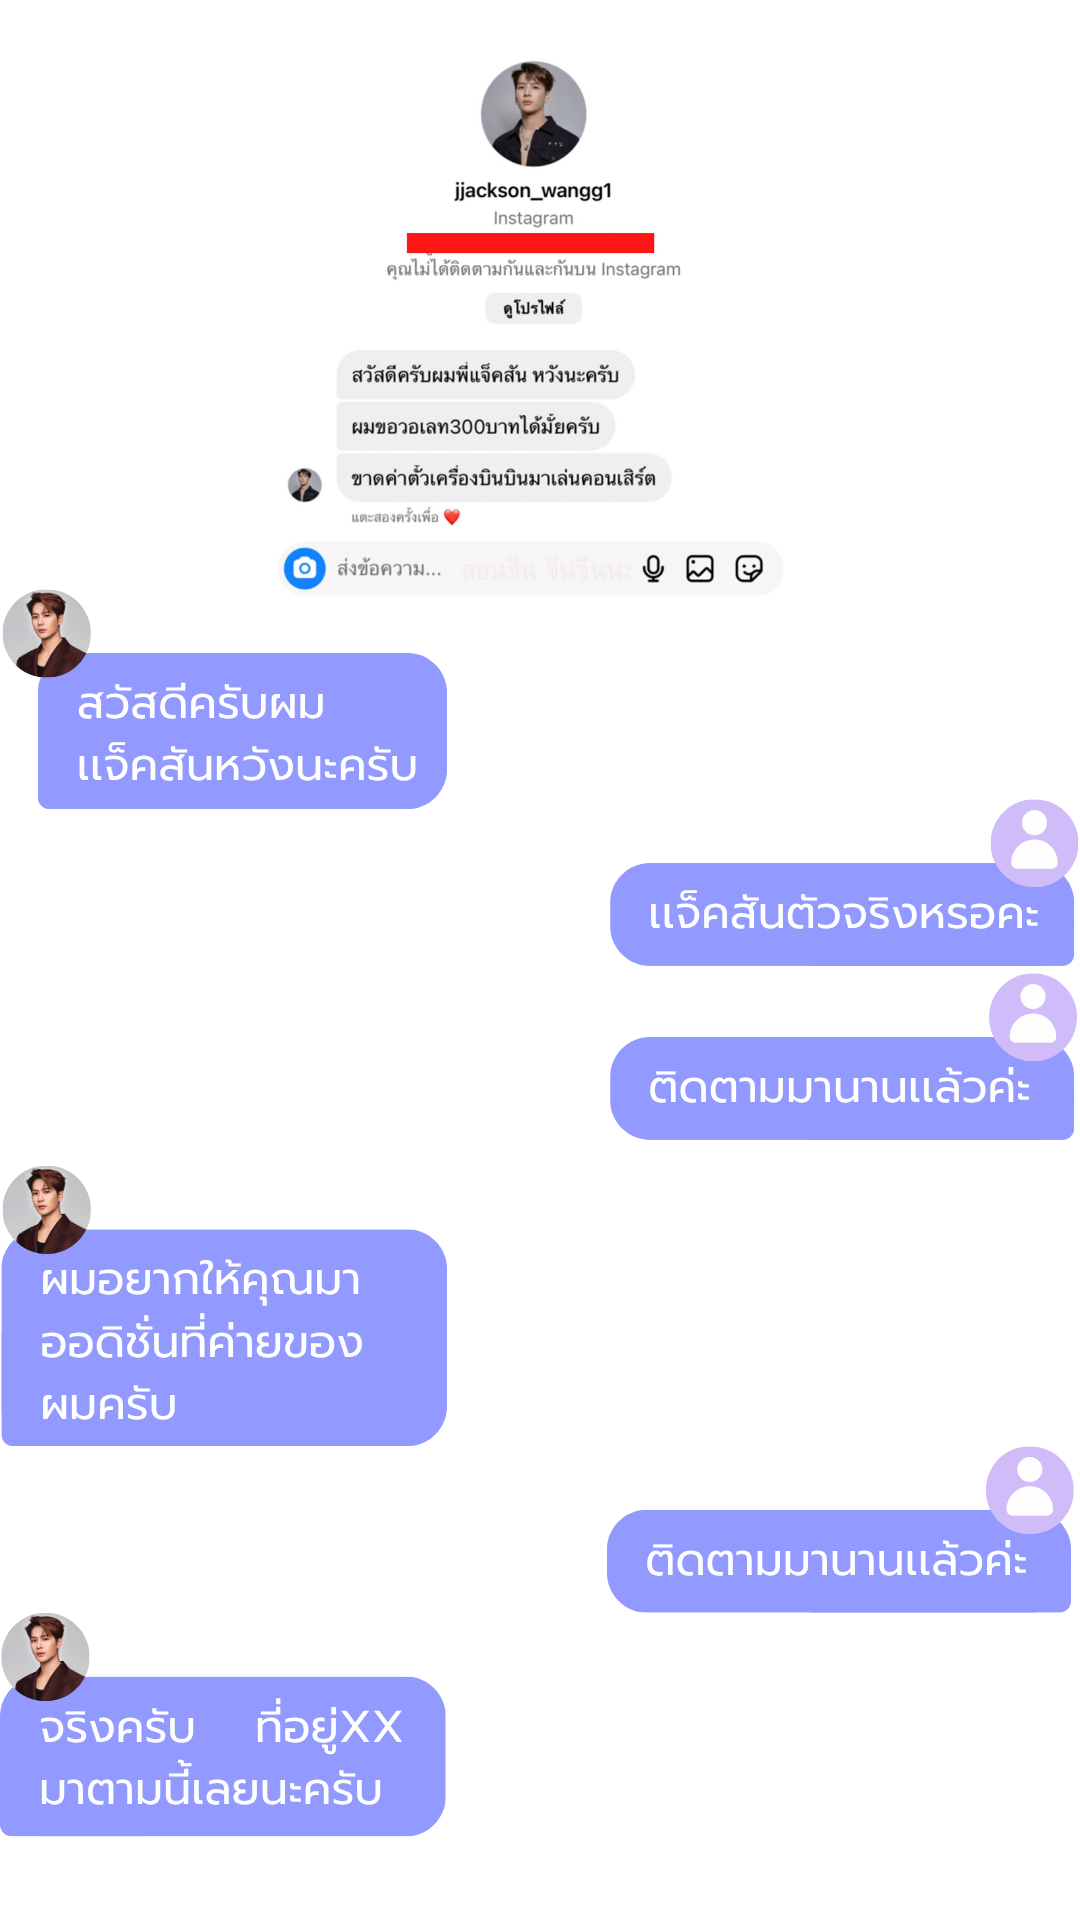 jjackson_wangg1
Instagram
คุณไม่ได้ติดตามกันและกันบน Instagram
ดูโปรไฟล์
สวัสดีครับผมพี่แจ็คสัน หวังนะครับ
ผมขอวอเลท300บาทได้มั้ยครับ
ขาดค่าตั๋วเครื่องบินบินมาเล่นคอนเสิร์ต
แตะสองครั้งเพื่อ ❤️
ส่งข้อความ... สอนจีน จีนจีนนะ
สวัสดีครับผม
แจ็คสันหวังนะครับ
แจ็คสันตัวจริงหรอคะ
ติดตามมานานแล้วค่ะ
ผมอยากให้คุณมา
ออดิชั่นที่ค่ายของ
ผมครับ
ติดตามมานานแล้วค่ะ
จริงครับ ที่อยู่XX
มาตามนี้เลยนะครับ